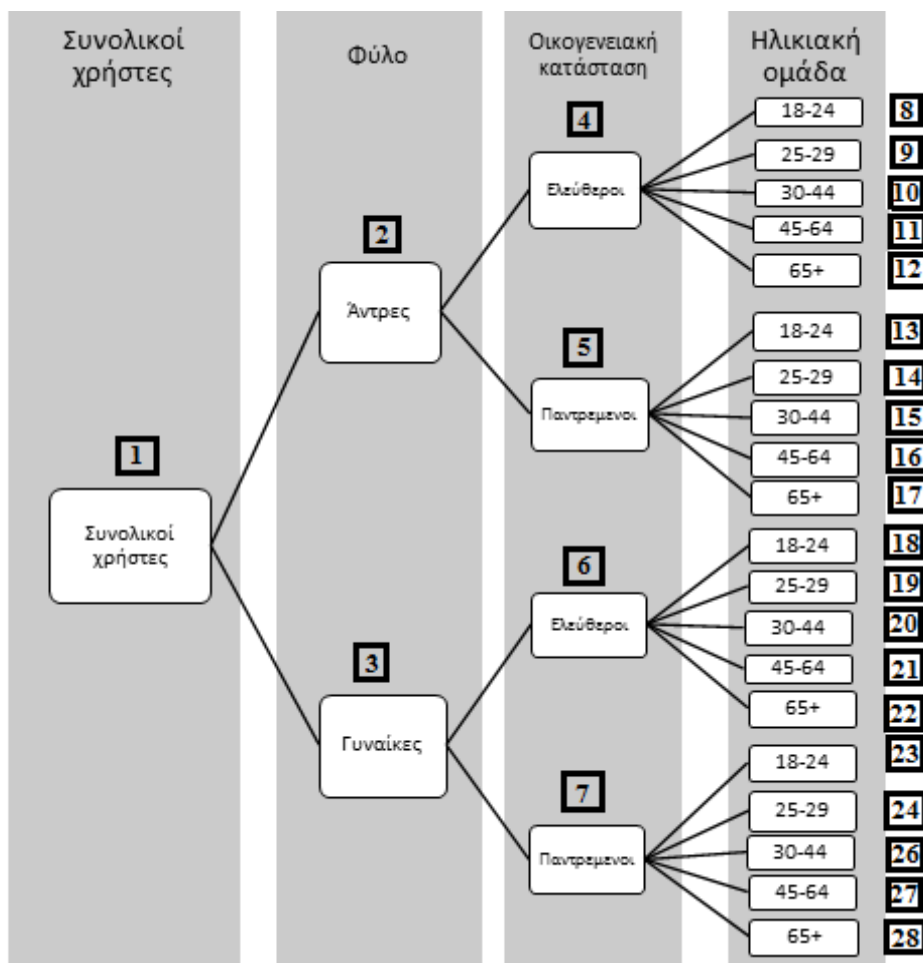 Συνολικοί
χρήστες
Φύλο
Οικογενειακή
κατάσταση
Ηλικιακή
ομάδα
1
Συνολικοί
χρήστες
2
Άντρες
3
Γυναίκες
4
Ελεύθεροι
5
Παντρεμενοι
6
Ελεύθεροι
7
Παντρεμενοι
18-24 8
25-29 9
30-44 10
45-64 11
65+ 12
18-24 13
25-29 14
30-44 15
45-64 16
65+ 17
18-24 18
25-29 19
30-44 20
45-64 21
65+ 22
18-24 23
25-29 24
30-44 26
45-64 27
65+ 28